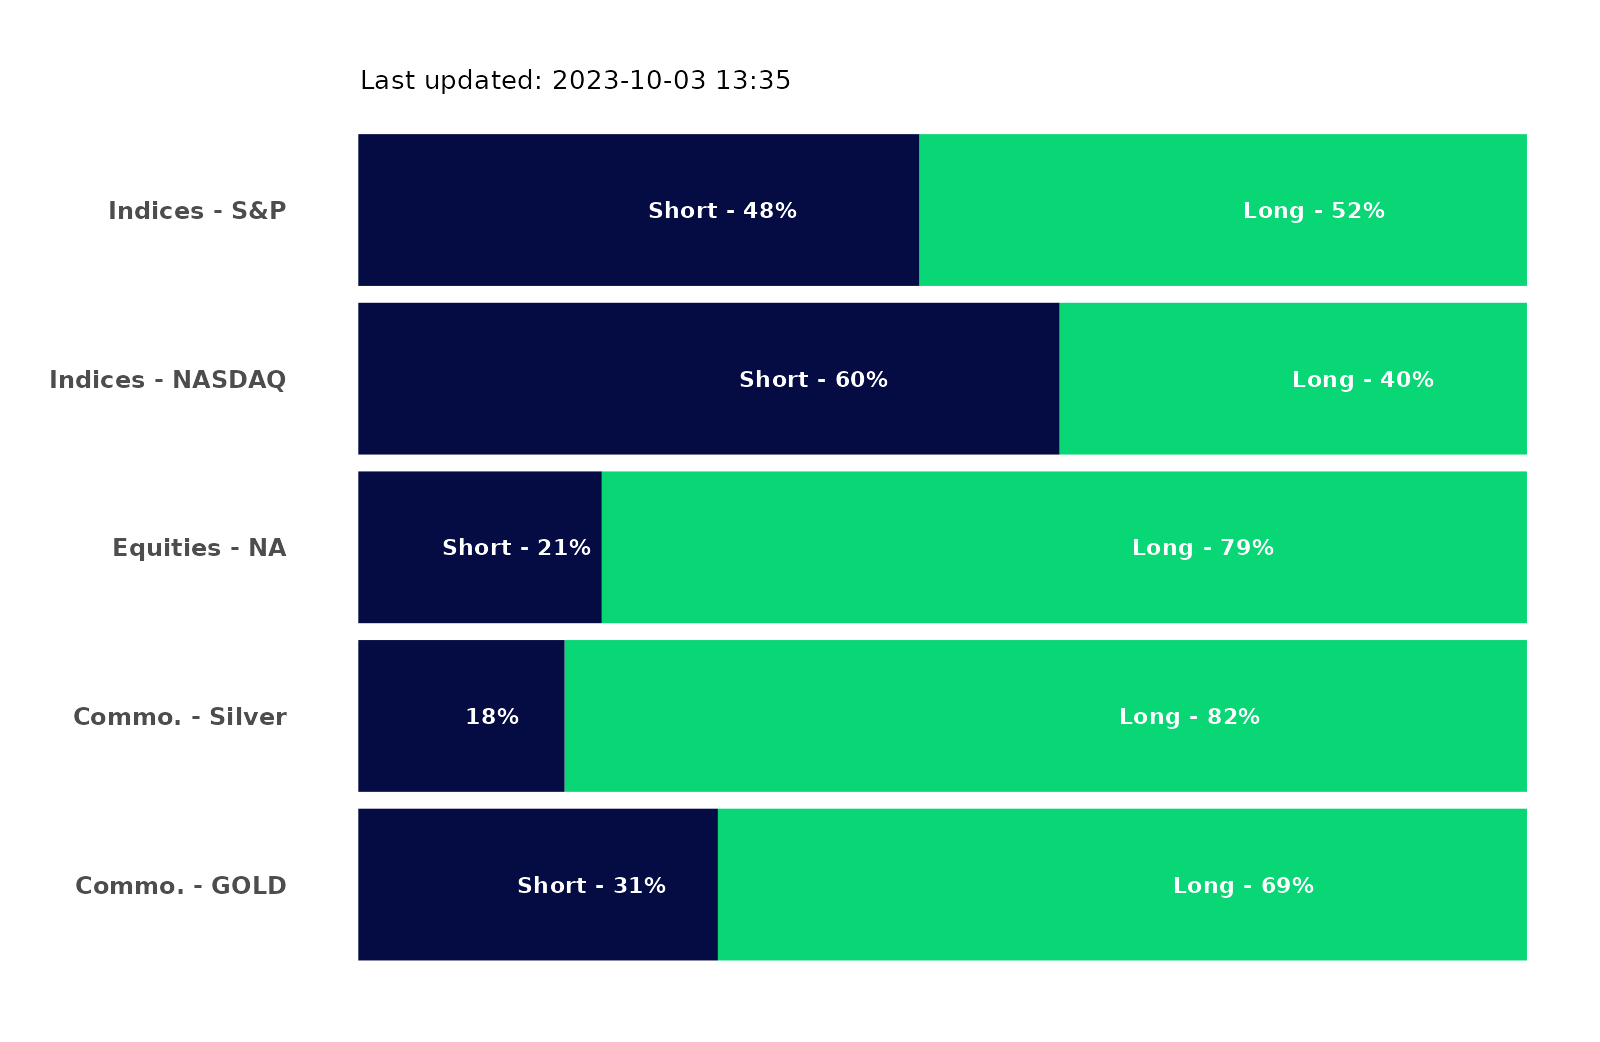 Last updated: 2023-10-03 13:35
Indices - S&P Short - 48% Long - 52%
Indices - NASDAQ Short - 60% Long - 40%
Equities - NA Short - 21% Long - 79%
Commo. - Silver 18% Long - 82%
Commo. - GOLD Short - 31% Long - 69%